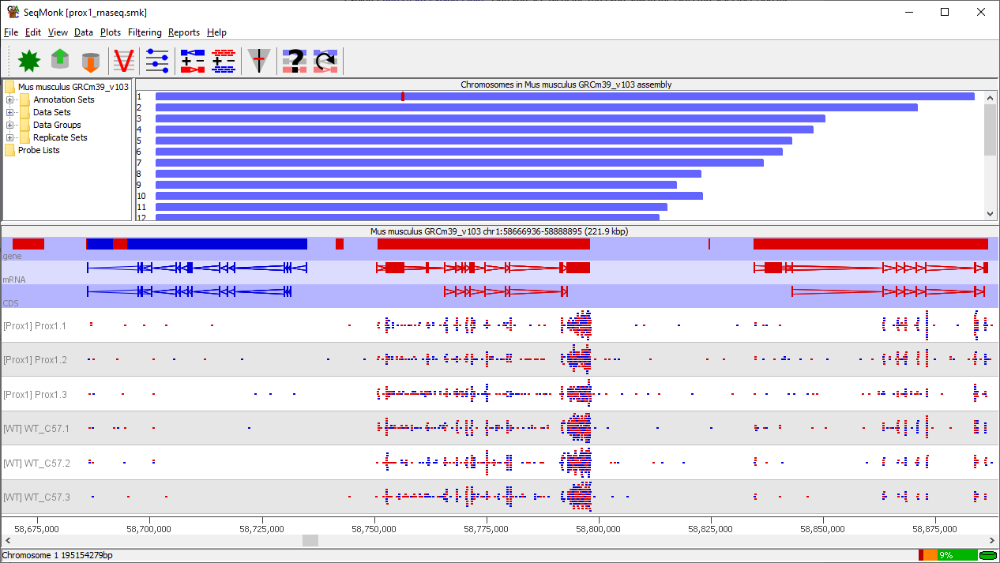 SeqMonk [prox1_rnaseq.smk]
File Edit View Data Plots Filtering Reports Help
Mus musculus GRCm39_v103
Annotation Sets
Data Sets
Data Groups
Replicate Sets
Probe Lists
Chromosomes in Mus musculus GRCm39_v103 assembly
1
2
3
4
5
6
7
8
9
10
11
12
Mus musculus GRCm39_v103 chr1:58666936-58888895 (221.9 kbp)
gene
mRNA
CDS
[Prox1] Prox1.1
[Prox1] Prox1.2
[Prox1] Prox1.3
[WT] WT_C57.1
[WT] WT_C57.2
[WT] WT_C57.3
58,675,000 58,700,000 58,725,000 58,750,000 58,775,000 58,800,000 58,825,000 58,850,000 58,875,000
Chromosome 1 195154279bp
9%